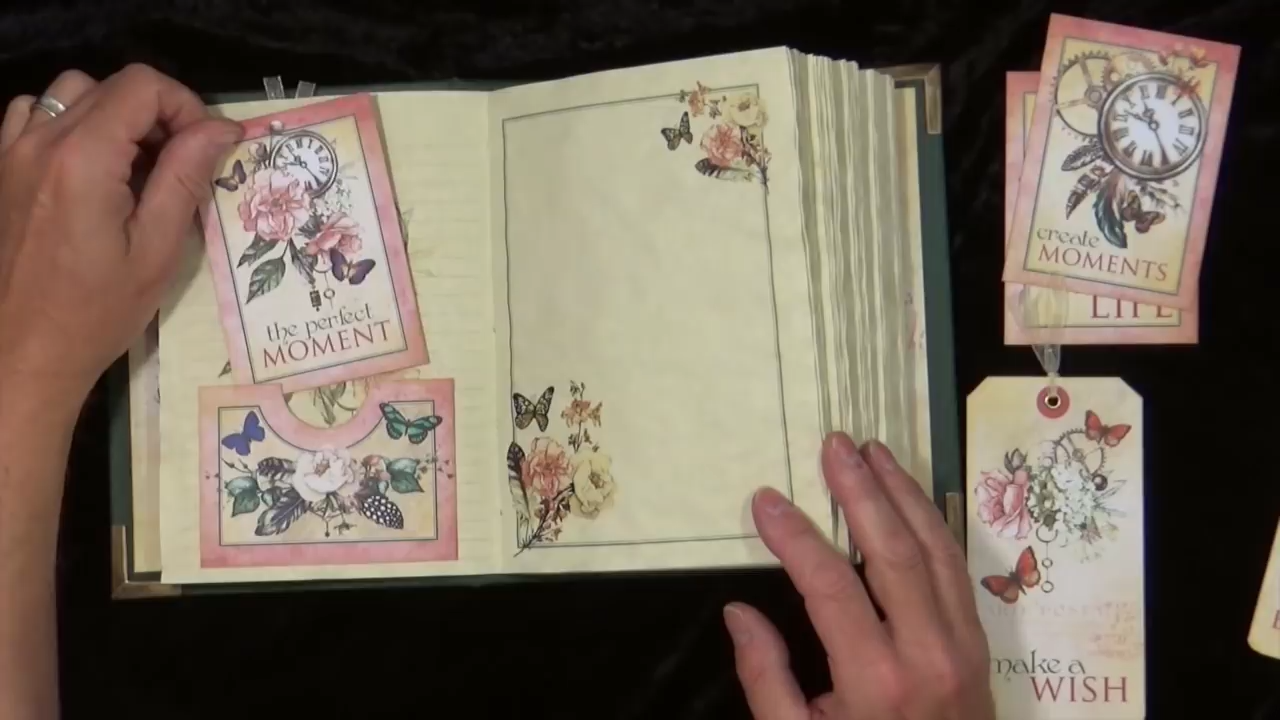 the perfect
MOMENT
create
MOMENTS
LIFE
make a
WISH